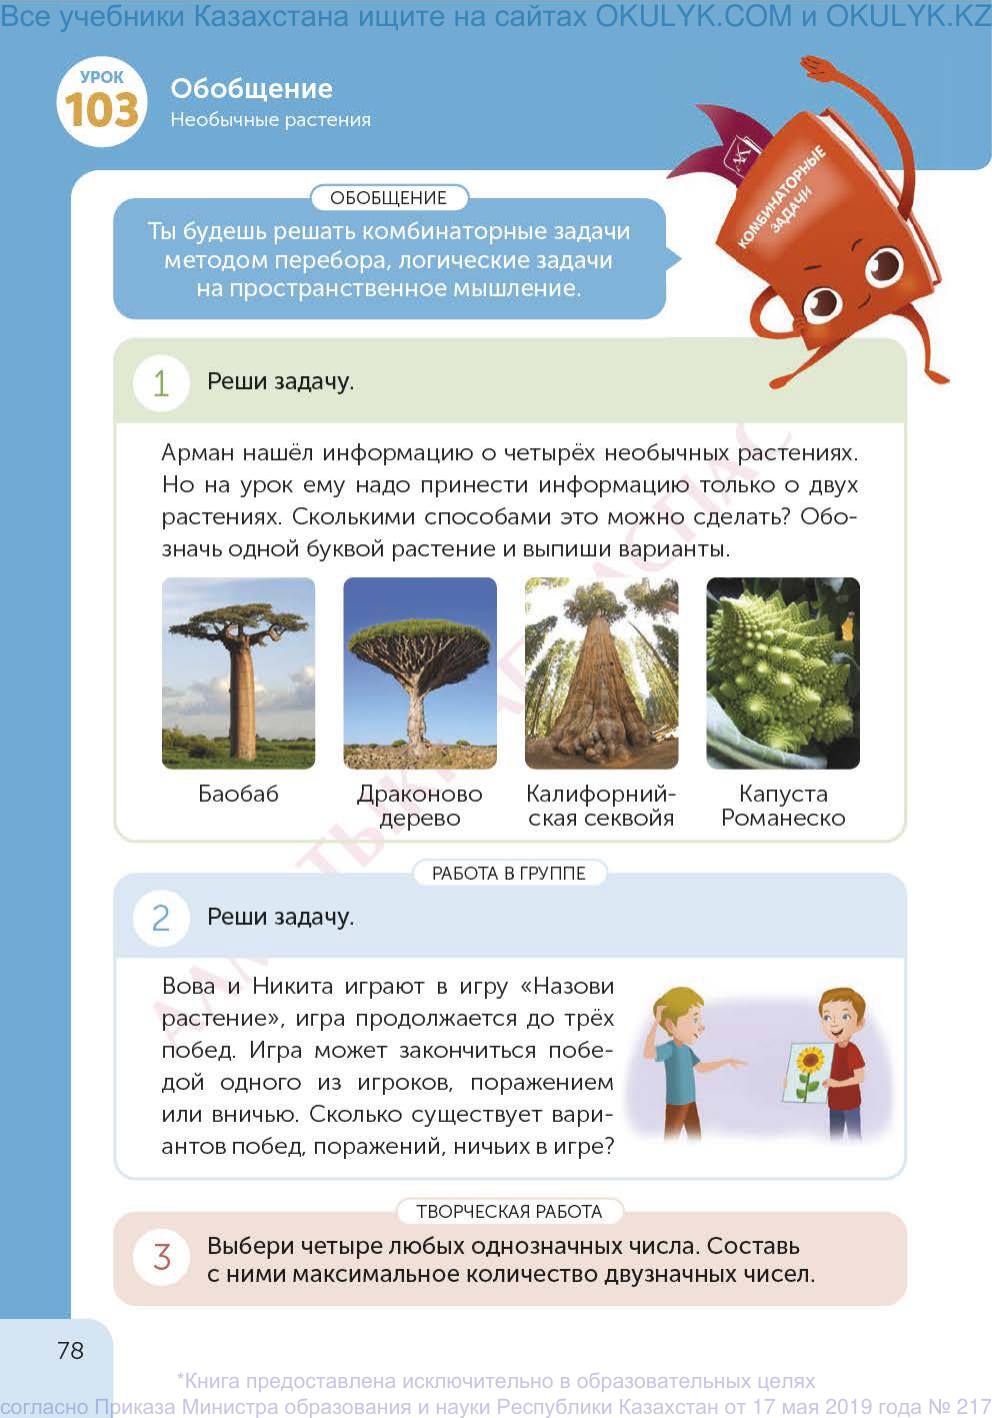 Все учебники Казахстана ищите на сайтах OKULYK.COM и OKULYK.KZ
УРОК
103
Обобщение
Необычные растения
КОМБИНАТОРНЫЕ
ЗАДАЧИ
ОБОБЩЕНИЕ
Ты будешь решать комбинаторные задачи
методом перебора, логические задачи
на пространственное мышление.
1
Реши задачу.
Арман нашёл информацию о четырёх необычных растениях.
Но на урок ему надо принести информацию только о двух
растениях. Сколькими способами это можно сделать? Обо-
значь одной буквой растение и выпиши варианты.
Баобаб
Драконово
дерево
Калифорний-
ская секвойя
Капуста
Романеско
РАБОТА В ГРУППЕ
2
Реши задачу.
Вова и Никита играют в игру «Назови
растение», игра продолжается до трёх
побед. Игра может закончиться побе-
дой одного из игроков, поражением
или вничью. Сколько существует вари-
антов побед, поражений, ничьих в игре?
ТВОРЧЕСКАЯ РАБОТА
3
Выбери четыре любых однозначных числа. Составь
с ними максимальное количество двузначных чисел.
78
*Книга предоставлена исключительно в образовательных целях
согласно Приказа Министра образования и науки Республики Казахстан от 17 мая 2019 года № 217